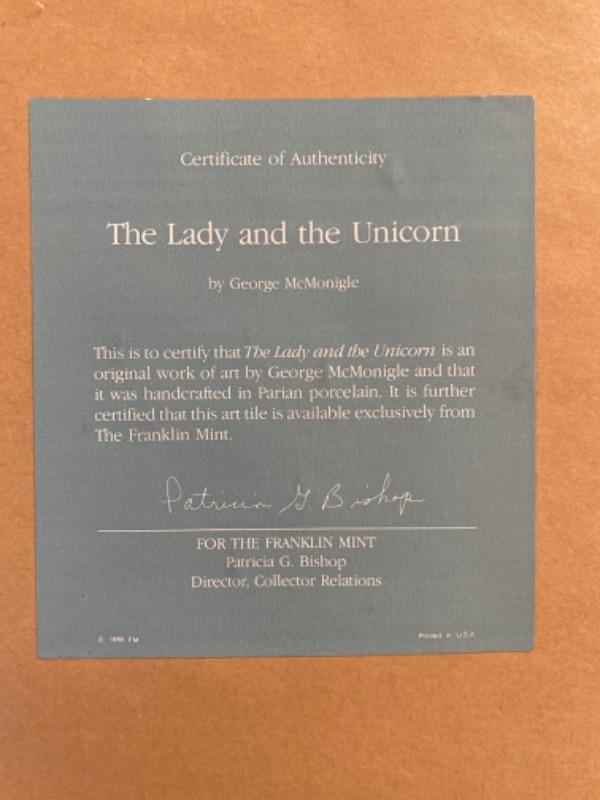 Certificate of Authenticity
The Lady and the Unicorn
by George McMonigle
This is to certify that The Lady and the Unicorn is an
original work of art by George McMonigle and that
it was handcrafted in Parian porcelain. It is further
certified that this art tile is available exclusively from
The Franklin Mint.
Patricia G. Bishop
FOR THE FRANKLIN MINT
Patricia G. Bishop
Director, Collector Relations
© 1986 FM
Printed in USA